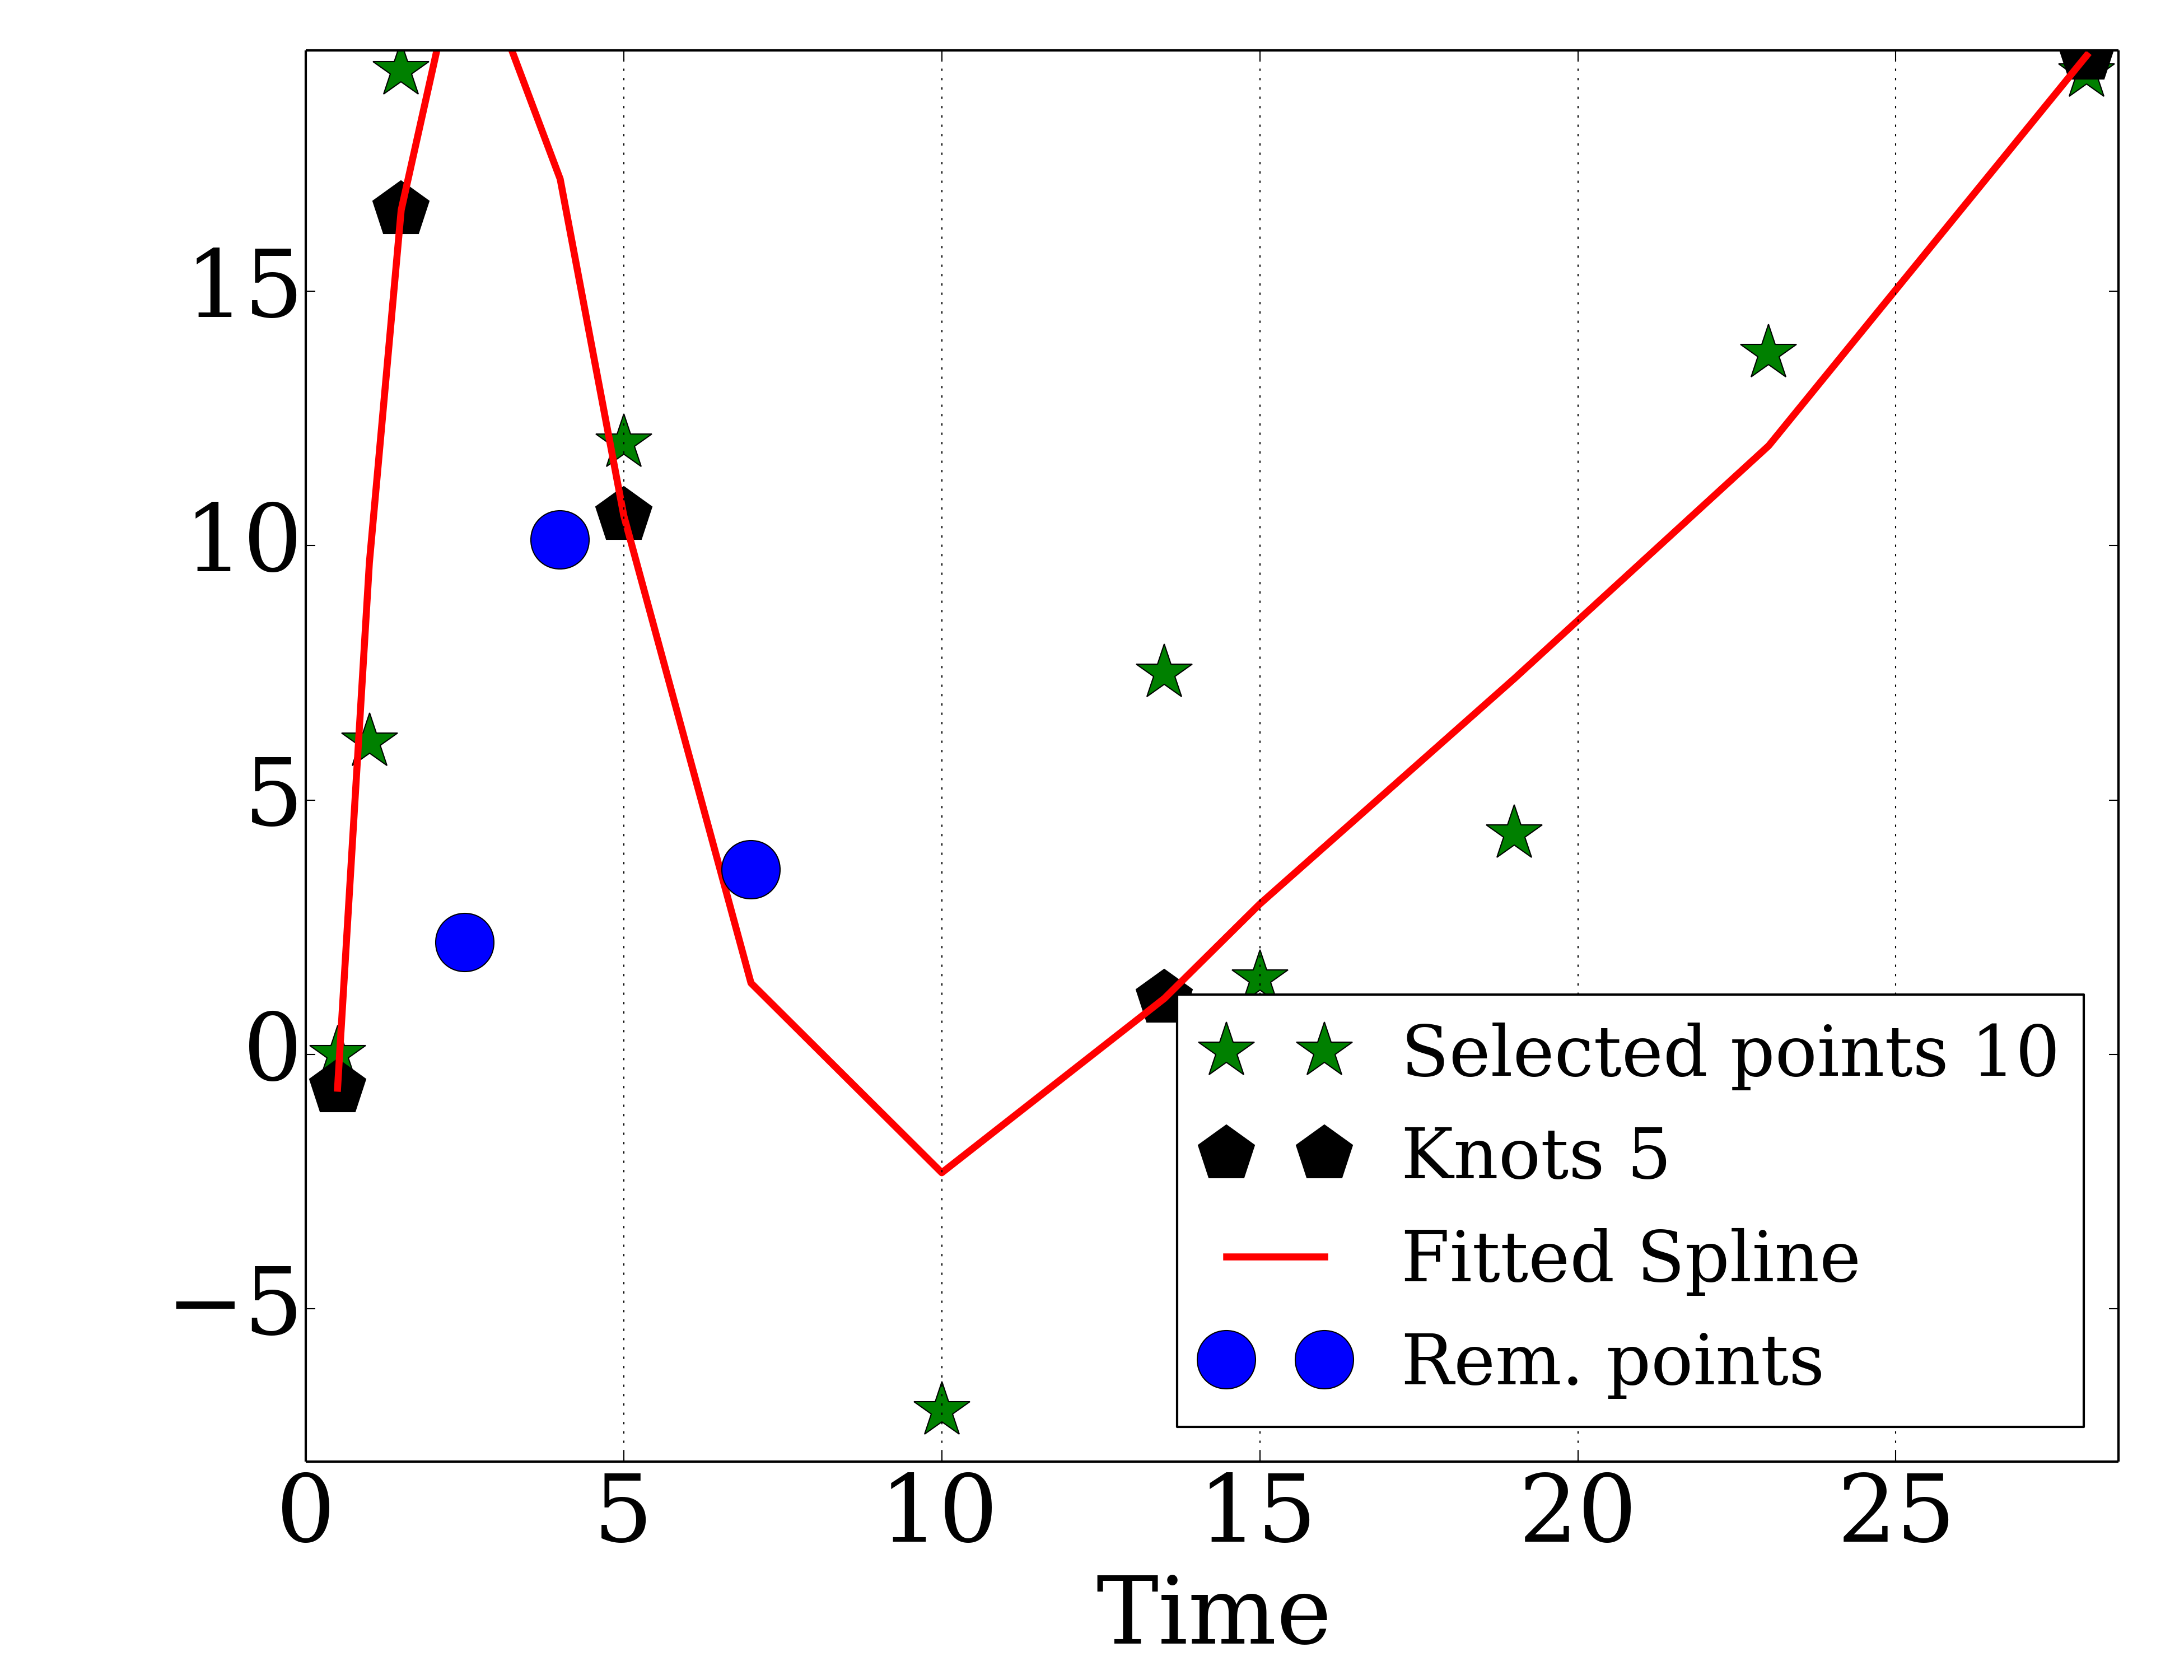 15
10
5
0
−5
Selected points 10
Knots 5
Fitted Spline
Rem. points
0 5 10 15 20 25
Time